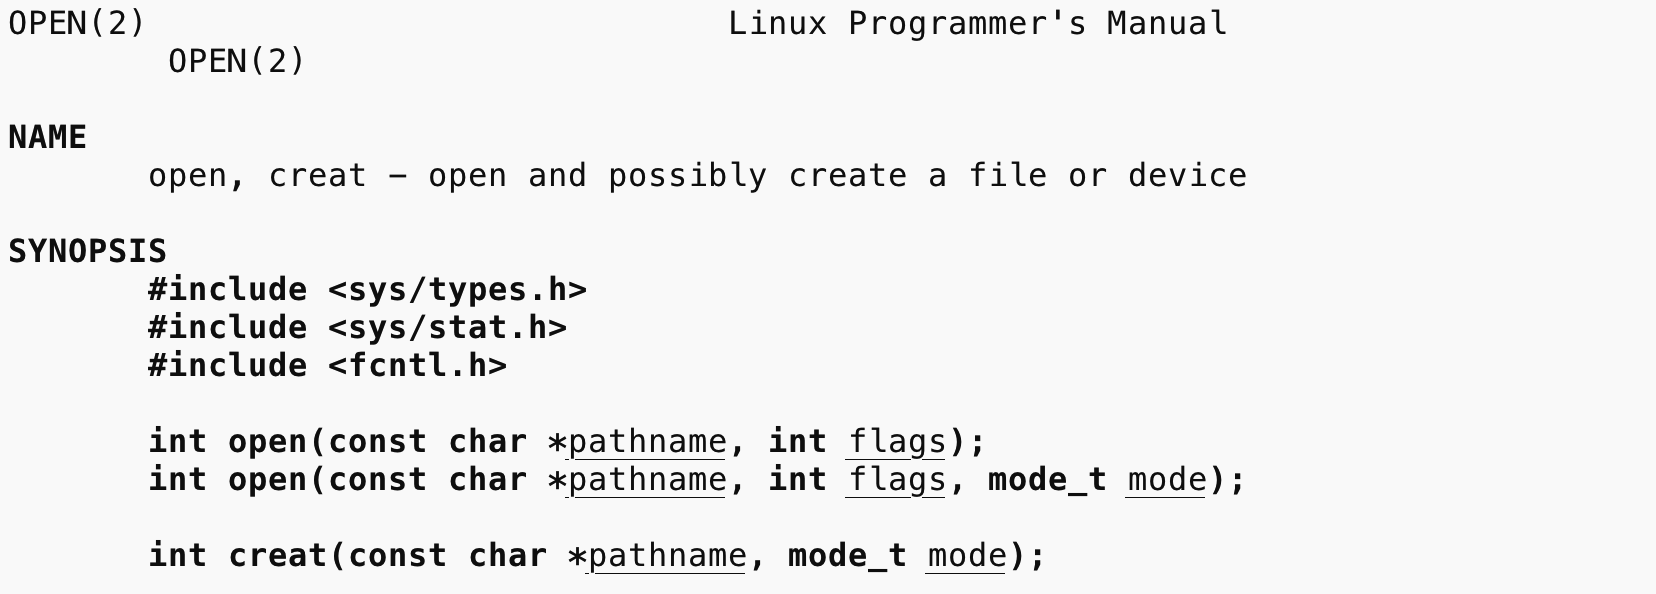 OPEN(2) Linux Programmer's Manual
OPEN(2)
NAME
open, creat − open and possibly create a file or device
SYNOPSIS
#include <sys/types.h>
#include <sys/stat.h>
#include <fcntl.h>
int open(const char *pathname, int flags);
int open(const char *pathname, int flags, mode_t mode);
int creat(const char *pathname, mode_t mode);